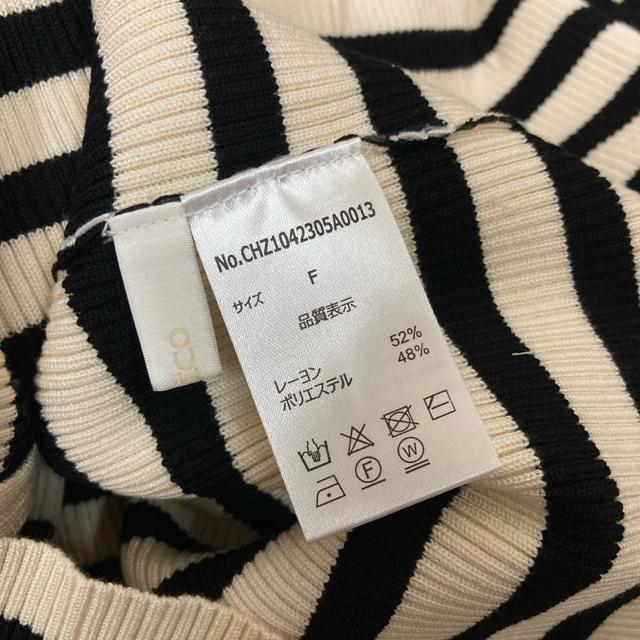 No.CHZ1042305A0013
サイズ F
品質表示
レーヨン 52%
ポリエステル 48%
F W